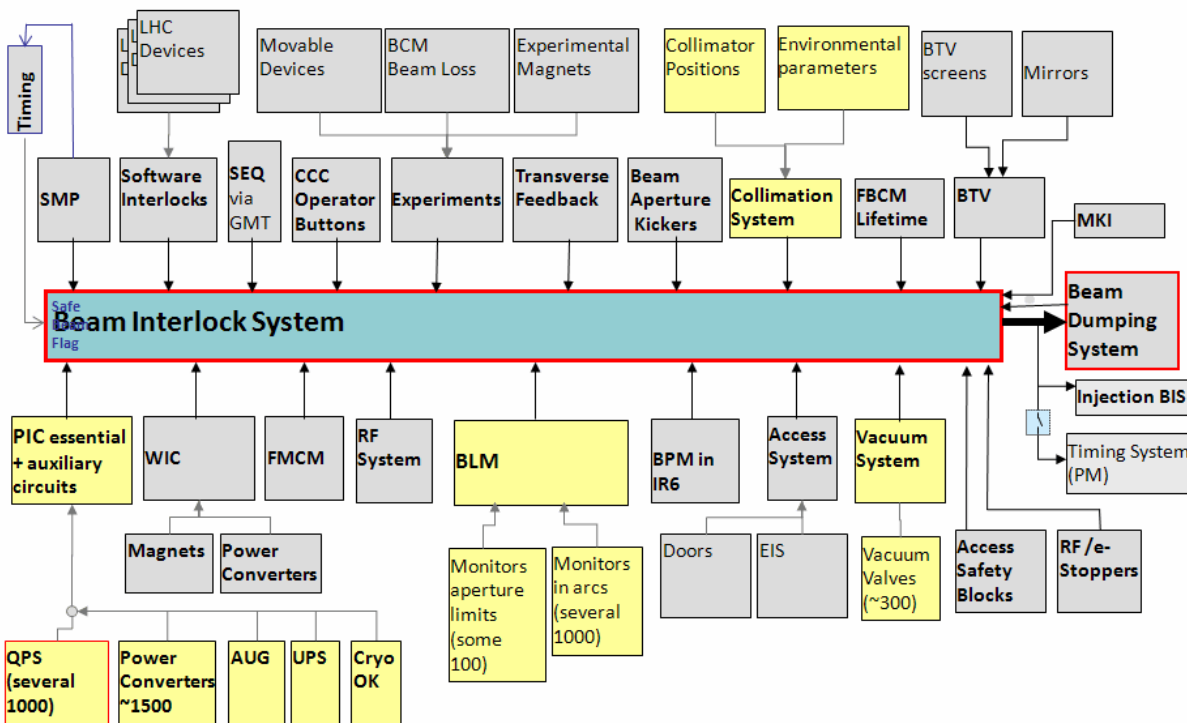 LHC
Devices
L
D
L
Timing
Movable
Devices
BCM
Beam Loss
Experimental
Magnets
Collimator
Positions
Environmental
parameters
BTV
screens
Mirrors
SMP
Software
Interlocks
SEQ
via
GMT
CCC
Operator
Buttons
Experiments
Transverse
Feedback
Beam
Aperture
Kickers
Collimation
System
FBCM
Lifetime
BTV
MKI
Safe
Beam
Flag
Beam Interlock System
Beam
Dumping
System
Injection BIS
Timing System
(PM)
PIC essential
+ auxiliary
circuits
WIC
FMCM
RF
System
BLM
BPM in
IR6
Access
System
Vacuum
System
Magnets
Power
Converters
Monitors
aperture
limits
(some
100)
Monitors
in arcs
(several
1000)
Doors
EIS
Vacuum
Valves
(~300)
Access
Safety
Blocks
RF /e-
Stoppers
QPS
(several
1000)
Power
Converters
~1500
AUG
UPS
Cryo
OK